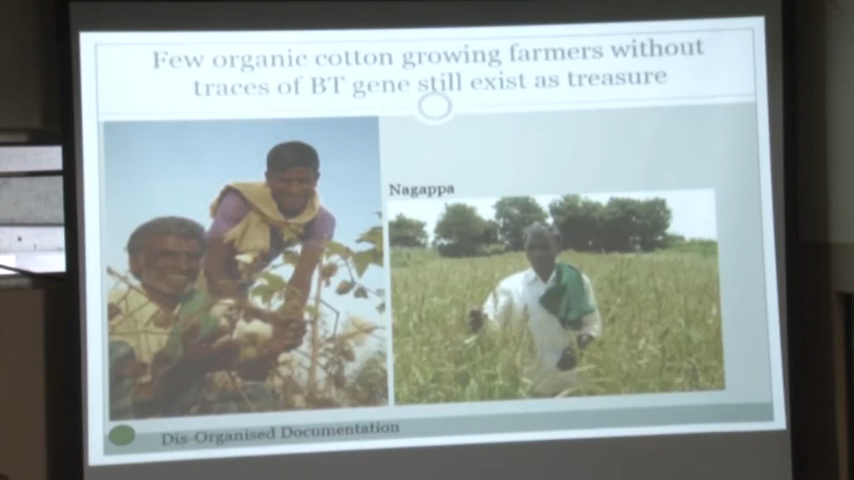 Few organic cotton growing farmers without
traces of BT gene still exist as treasure
Nagappa
Dis-Organised Documentation